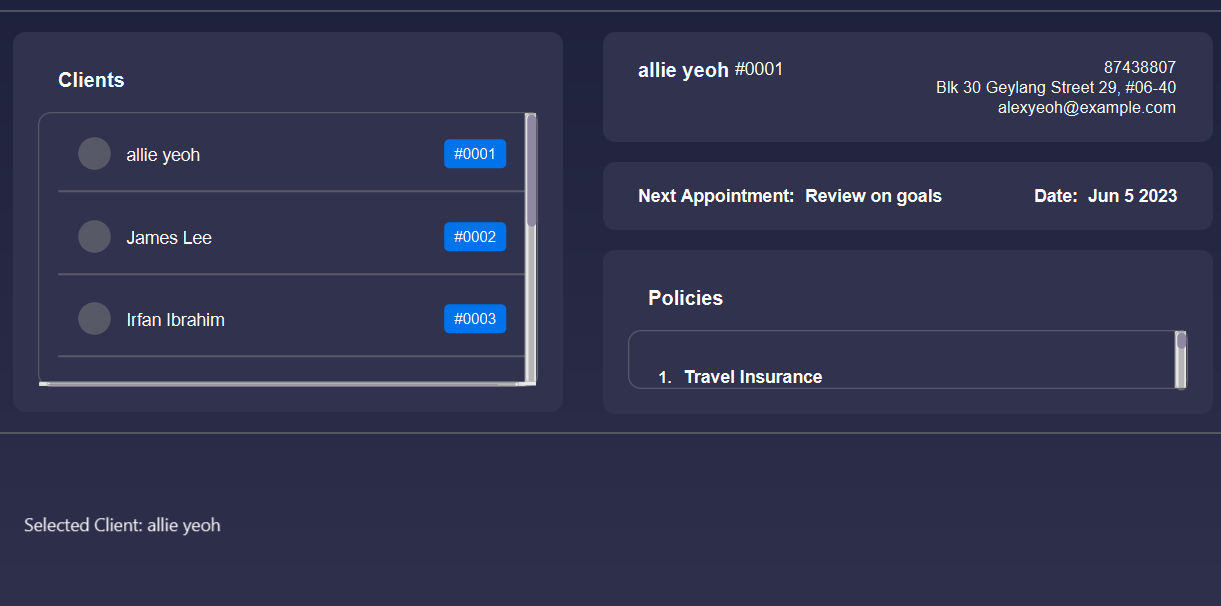 Clients
allie yeoh #0001
James Lee #0002
Irfan Ibrahim #0003
allie yeoh #0001
87438807
Blk 30 Geylang Street 29, #06-40
alexyeoh@example.com
Next Appointment: Review on goals Date: Jun 5 2023
Policies
1. Travel Insurance
Selected Client: allie yeoh